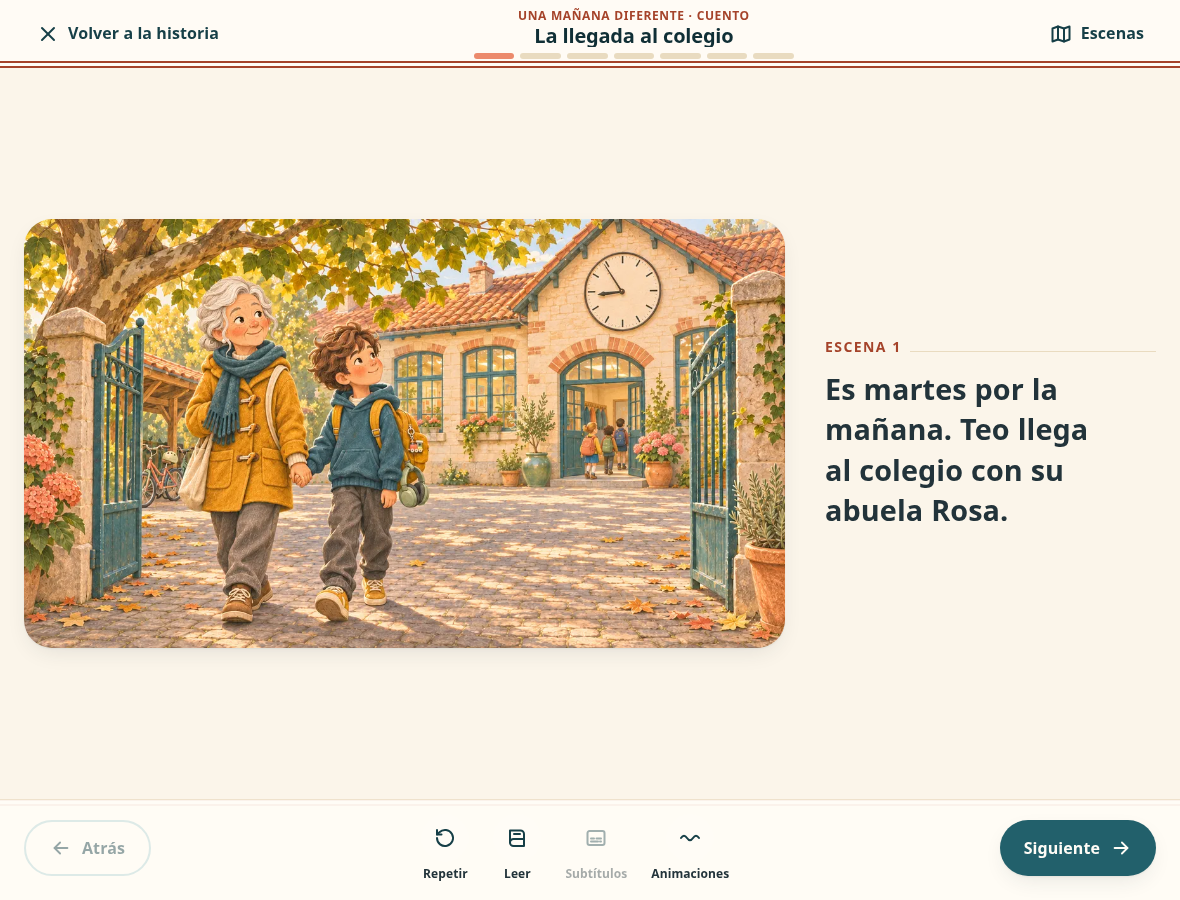 Volver a la historia
UNA MAÑANA DIFERENTE · CUENTO
La llegada al colegio
Escenas
ESCENA 1
Es martes por la
mañana. Teo llega
al colegio con su
abuela Rosa.
Atrás
Repetir
Leer
Subtítulos
Animaciones
Siguiente